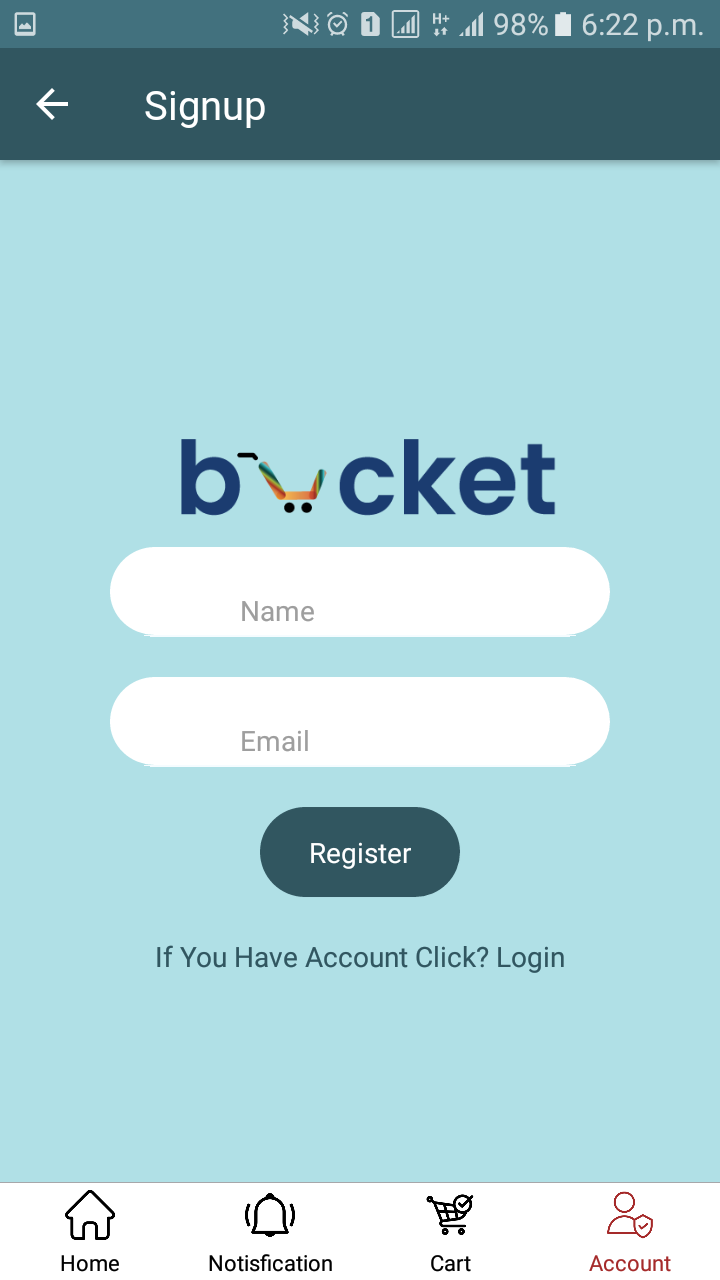 1 H+ 98% 6:22 p.m.
Signup
bucket
Name
Email
Register
If You Have Account Click? Login
Home Notisfication Cart Account